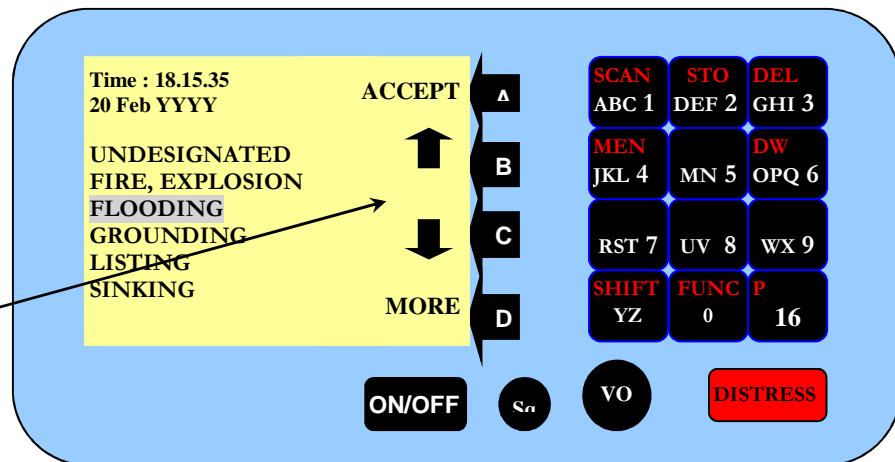 Time : 18.15.35
20 Feb YYYY
UNDESIGNATED
FIRE, EXPLOSION
FLOODING
GROUNDING
LISTING
SINKING
ACCEPT
MORE
A
B
C
D
SCAN STO DEL
ABC 1 DEF 2 GHI 3
MEN DW
JKL 4 MN 5 OPQ 6
RST 7 UV 8 WX 9
SHIFT FUNC P
YZ 0 16
ON/OFF
Sq
VO
DISTRESS